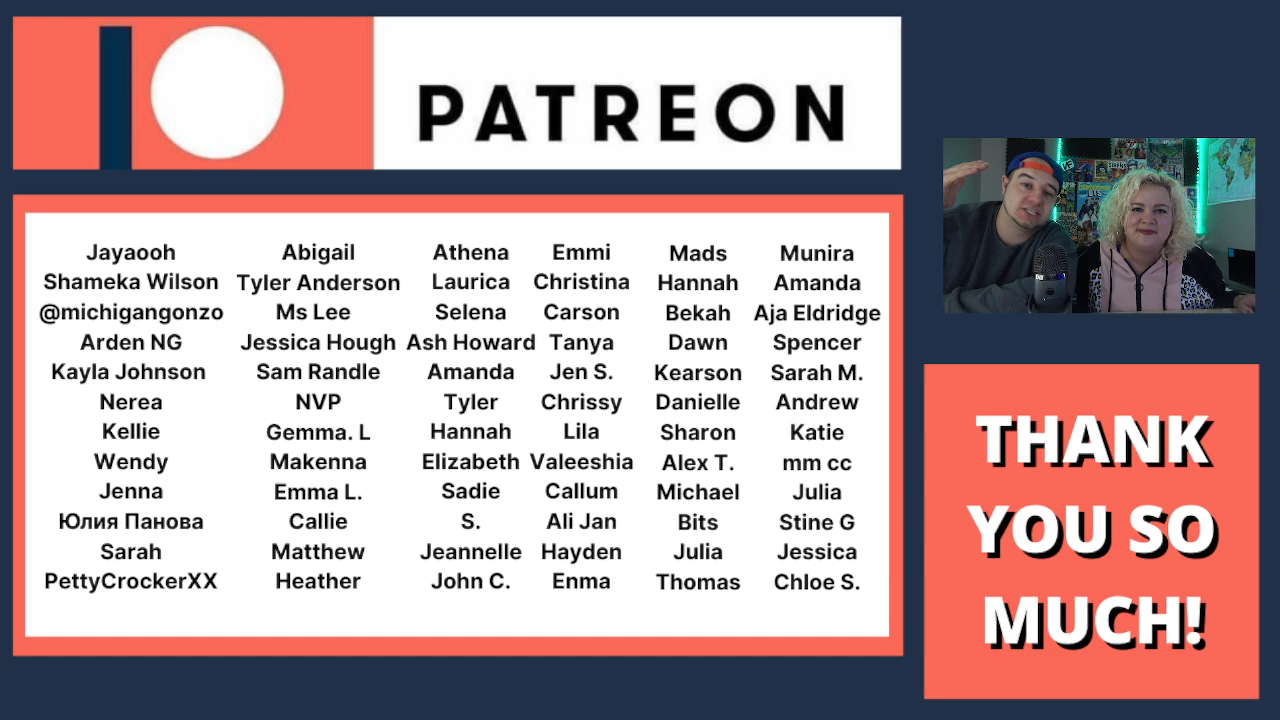 PATREON
Jayaooh
Shameka Wilson
@michigangonzo
Arden NG
Kayla Johnson
Nerea
Kellie
Wendy
Jenna
Юлия Панова
Sarah
PettyCrockerXX
Abigail
Tyler Anderson
Ms Lee
Jessica Hough
Sam Randle
NVP
Gemma. L
Makenna
Emma L.
Callie
Matthew
Heather
Athena
Laurica
Selena
Ash Howard
Amanda
Tyler
Hannah
Elizabeth
Sadie
S.
Jeannelle
John C.
Emmi
Christina
Carson
Tanya
Jen S.
Chrissy
Lila
Valeeshia
Callum
Ali Jan
Hayden
Enma
Mads
Hannah
Bekah
Dawn
Kearson
Danielle
Sharon
Alex T.
Michael
Bits
Julia
Thomas
Munira
Amanda
Aja Eldridge
Spencer
Sarah M.
Andrew
Katie
mm cc
Julia
Stine G
Jessica
Chloe S.
THANK
YOU SO
MUCH!